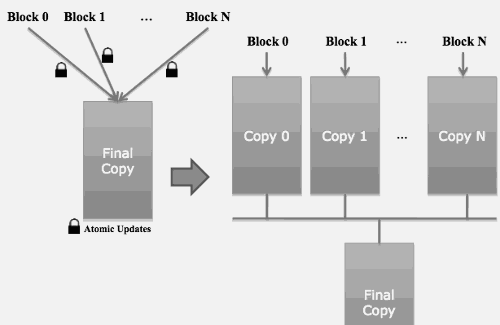 Block 0 Block 1 ... Block N
Final
Copy
Atomic Updates
Block 0 Block 1 ... Block N
Copy 0 Copy 1 ... Copy N
Final
Copy